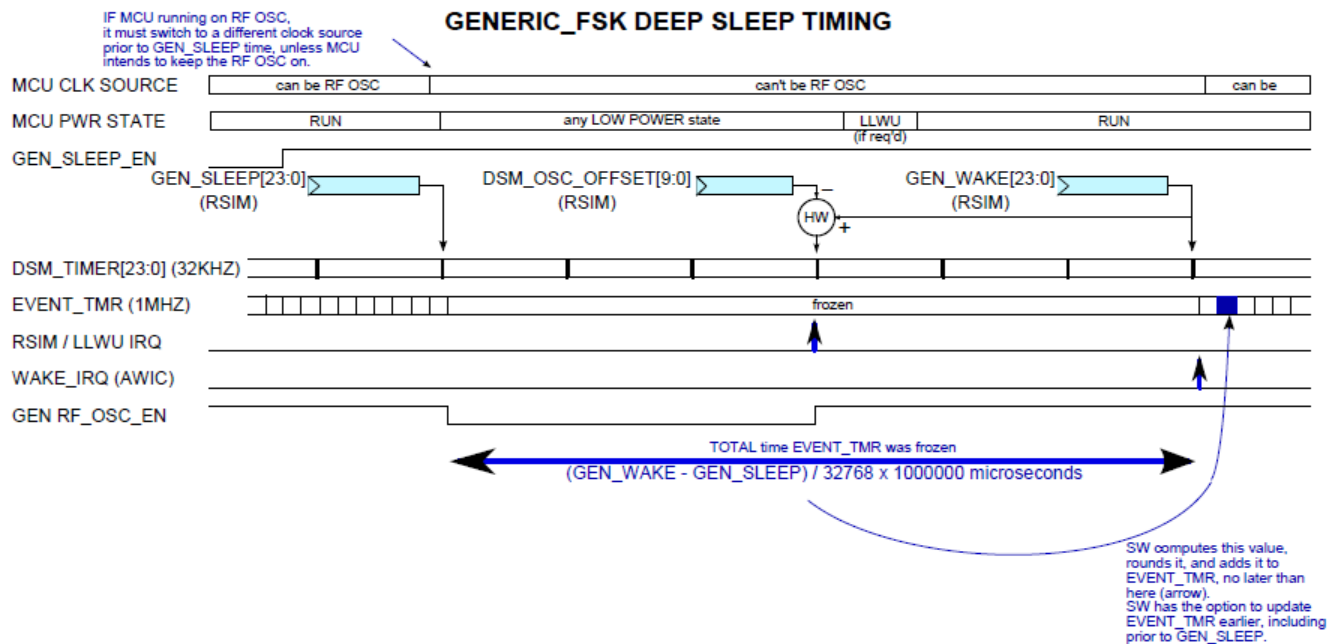 GENERIC_FSK DEEP SLEEP TIMING
IF MCU running on RF OSC,
it must switch to a different clock source
prior to GEN_SLEEP time, unless MCU
intends to keep the RF OSC on.
MCU CLK SOURCE
can be RF OSC
can't be RF OSC
can be
MCU PWR STATE
RUN
any LOW POWER state
LLWU
(if req'd)
RUN
GEN_SLEEP_EN
GEN_SLEEP[23:0]
(RSIM)
DSM_OSC_OFFSET[9:0]
(RSIM)
GEN_WAKE[23:0]
(RSIM)
−
HW
+
DSM_TIMER[23:0] (32KHZ)
EVENT_TMR (1MHZ)
frozen
RSIM / LLWU IRQ
WAKE_IRQ (AWIC)
GEN RF_OSC_EN
TOTAL time EVENT_TMR was frozen
(GEN_WAKE - GEN_SLEEP) / 32768 x 1000000 microseconds
SW computes this value,
rounds it, and adds it to
EVENT_TMR, no later than
here (arrow).
SW has the option to update
EVENT_TMR earlier, including
prior to GEN_SLEEP.